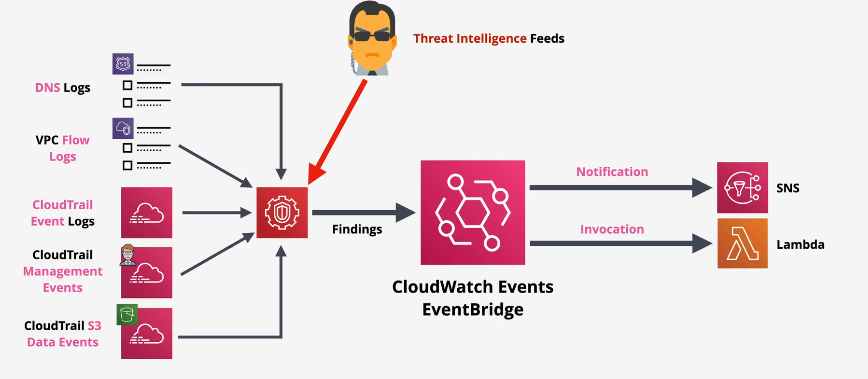 Threat Intelligence Feeds
DNS Logs
VPC Flow
Logs
CloudTrail
Event Logs
CloudTrail
Management
Events
CloudTrail S3
Data Events
Findings
CloudWatch Events
EventBridge
Notification
Invocation
SNS
Lambda